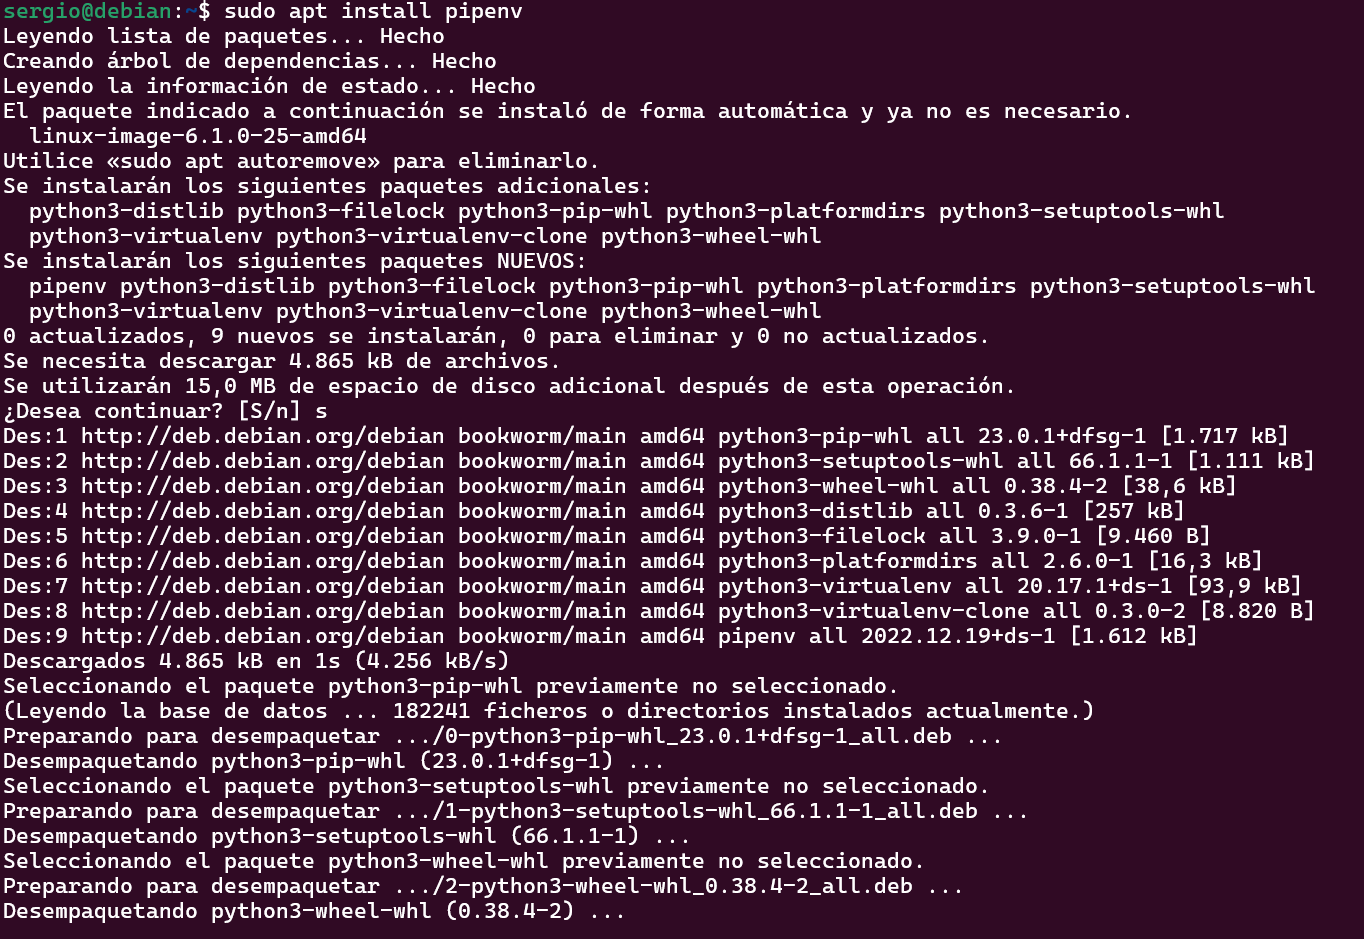 sergio@debian:~$ sudo apt install pipenv
Leyendo lista de paquetes... Hecho
Creando árbol de dependencias... Hecho
Leyendo la información de estado... Hecho
El paquete indicado a continuación se instaló de forma automática y ya no es necesario.
  linux-image-6.1.0-25-amd64
Utilice «sudo apt autoremove» para eliminarlo.
Se instalarán los siguientes paquetes adicionales:
  python3-distlib python3-filelock python3-pip-whl python3-platformdirs python3-setuptools-whl
  python3-virtualenv python3-virtualenv-clone python3-wheel-whl
Se instalarán los siguientes paquetes NUEVOS:
  pipenv python3-distlib python3-filelock python3-pip-whl python3-platformdirs python3-setuptools-whl
  python3-virtualenv python3-virtualenv-clone python3-wheel-whl
0 actualizados, 9 nuevos se instalarán, 0 para eliminar y 0 no actualizados.
Se necesita descargar 4.865 kB de archivos.
Se utilizarán 15,0 MB de espacio de disco adicional después de esta operación.
¿Desea continuar? [S/n] s
Des:1 http://deb.debian.org/debian bookworm/main amd64 python3-pip-whl all 23.0.1+dfsg-1 [1.717 kB]
Des:2 http://deb.debian.org/debian bookworm/main amd64 python3-setuptools-whl all 66.1.1-1 [1.111 kB]
Des:3 http://deb.debian.org/debian bookworm/main amd64 python3-wheel-whl all 0.38.4-2 [38,6 kB]
Des:4 http://deb.debian.org/debian bookworm/main amd64 python3-distlib all 0.3.6-1 [257 kB]
Des:5 http://deb.debian.org/debian bookworm/main amd64 python3-filelock all 3.9.0-1 [9.460 B]
Des:6 http://deb.debian.org/debian bookworm/main amd64 python3-platformdirs all 2.6.0-1 [16,3 kB]
Des:7 http://deb.debian.org/debian bookworm/main amd64 python3-virtualenv all 20.17.1+ds-1 [93,9 kB]
Des:8 http://deb.debian.org/debian bookworm/main amd64 python3-virtualenv-clone all 0.3.0-2 [8.820 B]
Des:9 http://deb.debian.org/debian bookworm/main amd64 pipenv all 2022.12.19+ds-1 [1.612 kB]
Descargados 4.865 kB en 1s (4.256 kB/s)
Seleccionando el paquete python3-pip-whl previamente no seleccionado.
(Leyendo la base de datos ... 182241 ficheros o directorios instalados actualmente.)
Preparando para desempaquetar .../0-python3-pip-whl_23.0.1+dfsg-1_all.deb ...
Desempaquetando python3-pip-whl (23.0.1+dfsg-1) ...
Seleccionando el paquete python3-setuptools-whl previamente no seleccionado.
Preparando para desempaquetar .../1-python3-setuptools-whl_66.1.1-1_all.deb ...
Desempaquetando python3-setuptools-whl (66.1.1-1) ...
Seleccionando el paquete python3-wheel-whl previamente no seleccionado.
Preparando para desempaquetar .../2-python3-wheel-whl_0.38.4-2_all.deb ...
Desempaquetando python3-wheel-whl (0.38.4-2) ...